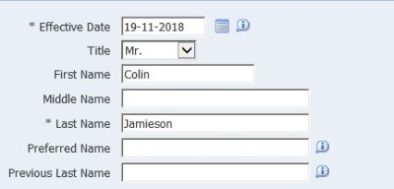 * Effective Date 19-11-2018
Title Mr.
First Name Colin
Middle Name
* Last Name Jamieson
Preferred Name
Previous Last Name